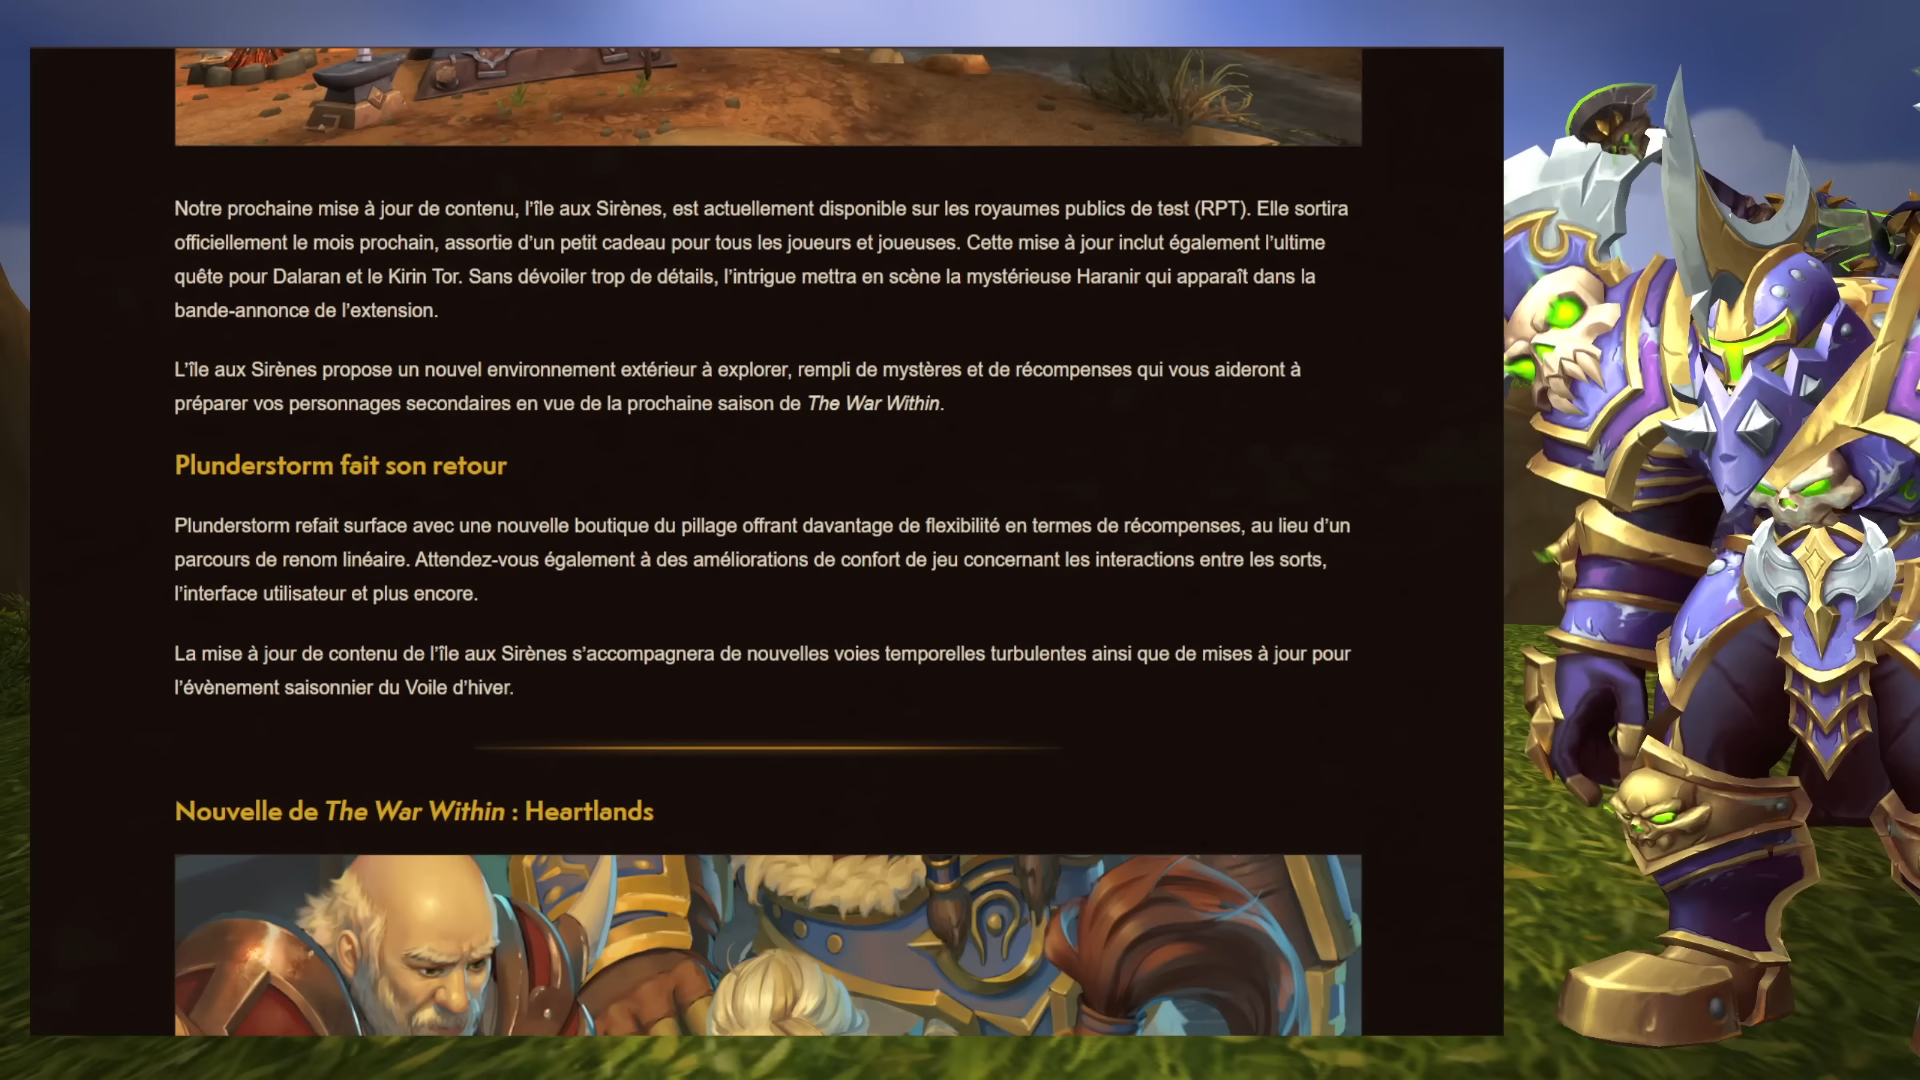 Notre prochaine mise à jour de contenu, l’île aux Sirènes, est actuellement disponible sur les royaumes publics de test (RPT). Elle sortira
officiellement le mois prochain, assortie d’un petit cadeau pour tous les joueurs et joueuses. Cette mise à jour inclut également l’ultime
quête pour Dalaran et le Kirin Tor. Sans dévoiler trop de détails, l’intrigue mettra en scène la mystérieuse Haranir qui apparaît dans la
bande-annonce de l’extension.
L’île aux Sirènes propose un nouvel environnement extérieur à explorer, rempli de mystères et de récompenses qui vous aideront à
préparer vos personnages secondaires en vue de la prochaine saison de The War Within.
Plunderstorm fait son retour
Plunderstorm refait surface avec une nouvelle boutique du pillage offrant davantage de flexibilité en termes de récompenses, au lieu d’un
parcours de renom linéaire. Attendez-vous également à des améliorations de confort de jeu concernant les interactions entre les sorts,
l’interface utilisateur et plus encore.
La mise à jour de contenu de l’île aux Sirènes s’accompagnera de nouvelles voies temporelles turbulentes ainsi que de mises à jour pour
l’évènement saisonnier du Voile d’hiver.
Nouvelle de The War Within : Heartlands